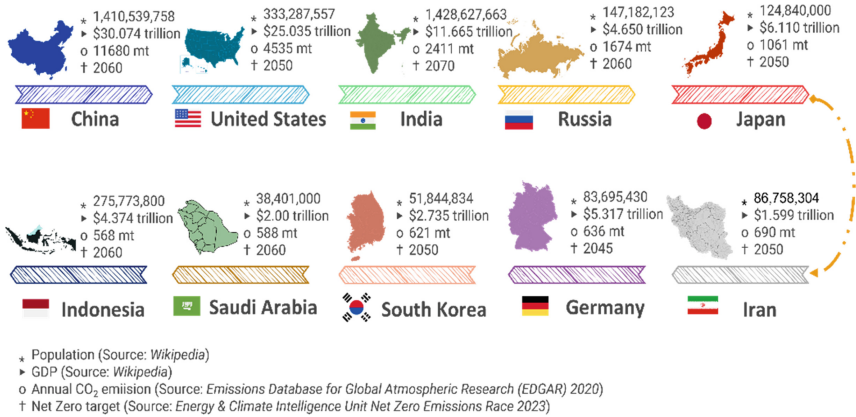 * 1,410,539,758
▶ $30.074 trillion
o 11680 mt
† 2060
China
* 333,287,557
▶ $25.035 trillion
o 4535 mt
† 2050
United States
* 1,428,627,663
▶ $11.665 trillion
o 2411 mt
† 2070
India
* 147,182,123
▶ $4.650 trillion
o 1674 mt
† 2060
Russia
* 124,840,000
▶ $6.110 trillion
o 1061 mt
† 2050
Japan
* 275,773,800
▶ $4.374 trillion
o 568 mt
† 2060
Indonesia
* 38,401,000
▶ $2.00 trillion
o 588 mt
† 2060
Saudi Arabia
* 51,844,834
▶ $2.735 trillion
o 621 mt
† 2050
South Korea
* 83,695,430
▶ $5.317 trillion
o 636 mt
† 2045
Germany
* 86,758,304
▶ $1.599 trillion
o 690 mt
† 2050
Iran
* Population (Source: Wikipedia)
▶ GDP (Source: Wikipedia)
o Annual CO₂ emiision (Source: Emissions Database for Global Atmospheric Research (EDGAR) 2020)
† Net Zero target (Source: Energy & Climate Intelligence Unit Net Zero Emissions Race 2023)